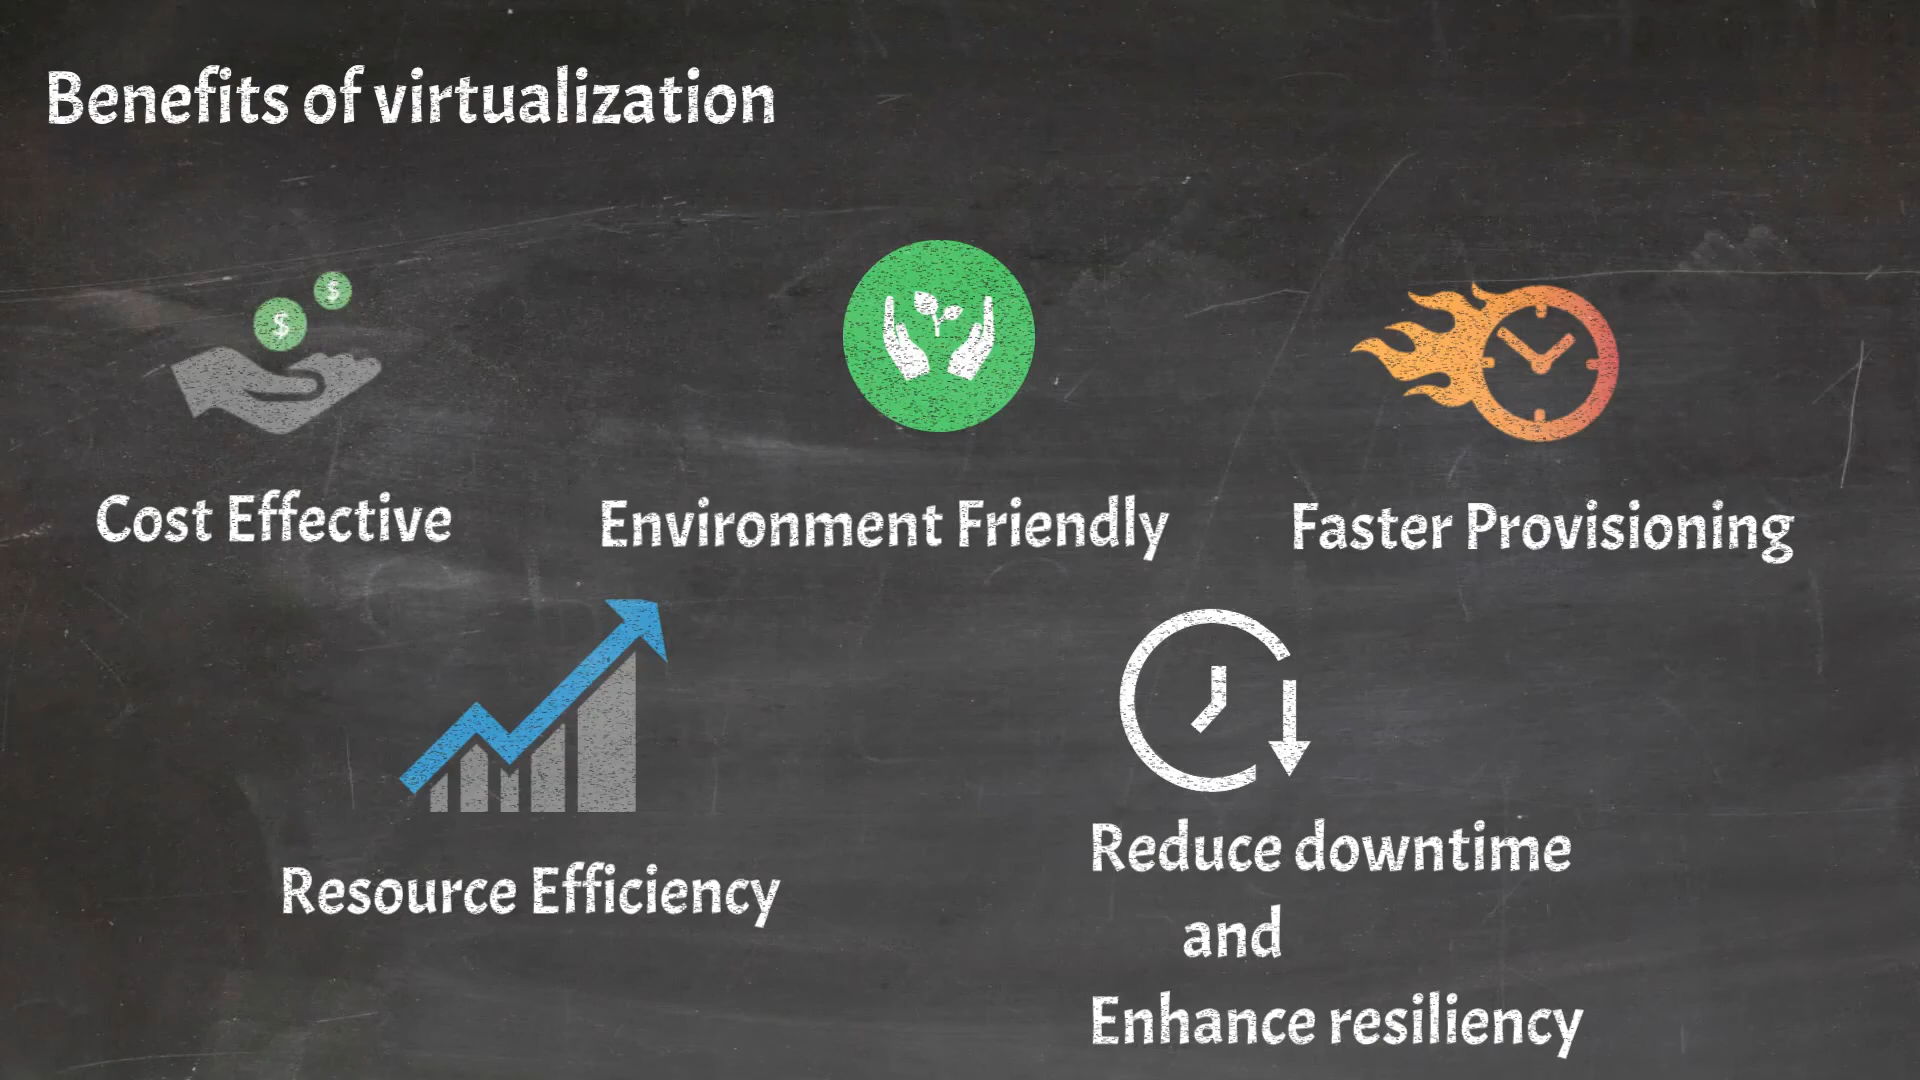 Benefits of virtualization
$
$
Cost Effective
Environment Friendly
Faster Provisioning
Resource Efficiency
Reduce downtime
and
Enhance resiliency